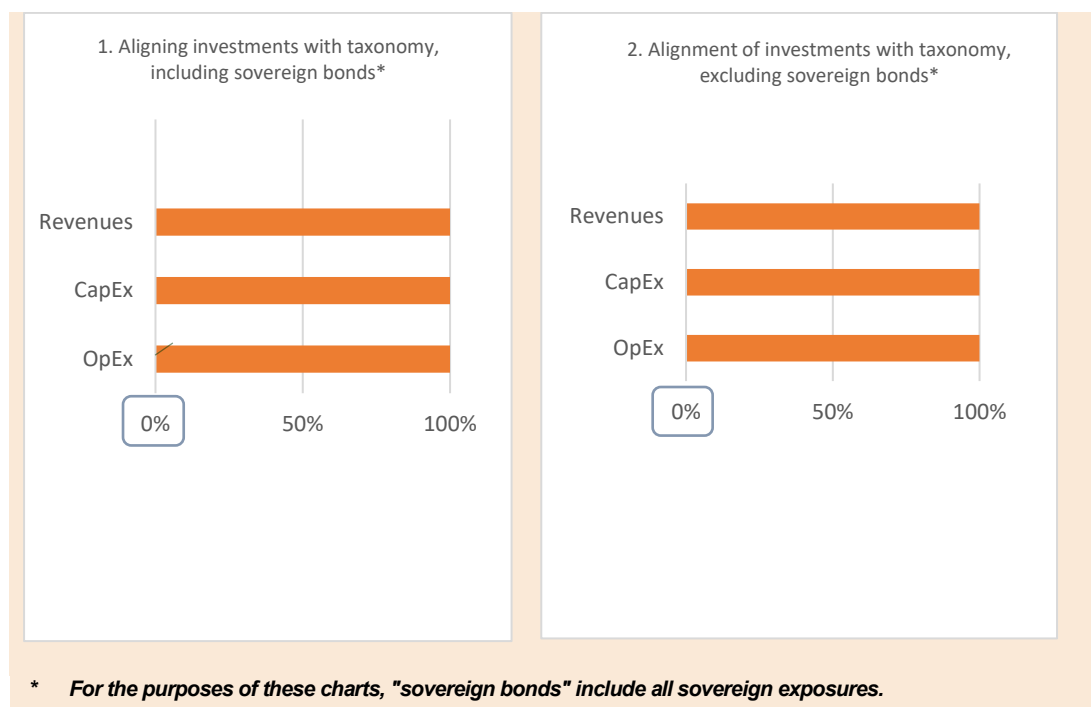 1. Aligning investments with taxonomy,
including sovereign bonds*
Revenues
CapEx
OpEx
0%
50%
100%
2. Alignment of investments with taxonomy,
excluding sovereign bonds*
Revenues
CapEx
OpEx
0%
50%
100%
* For the purposes of these charts, "sovereign bonds" include all sovereign exposures.